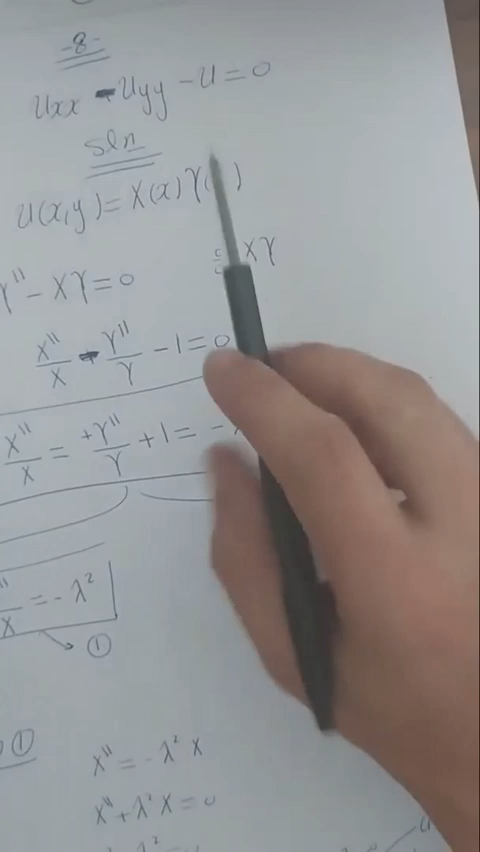 -8-
Uxx - Uyy - U = 0
Sln
U(x,y) = X(x) Y( )
Y'' - XY = 0
XY
X''/X - Y''/Y - 1 = 0
X''/X = +Y''/Y + 1 = -
X = -λ²
①
①
X'' = -λ² X
X'' + λ² X = 0